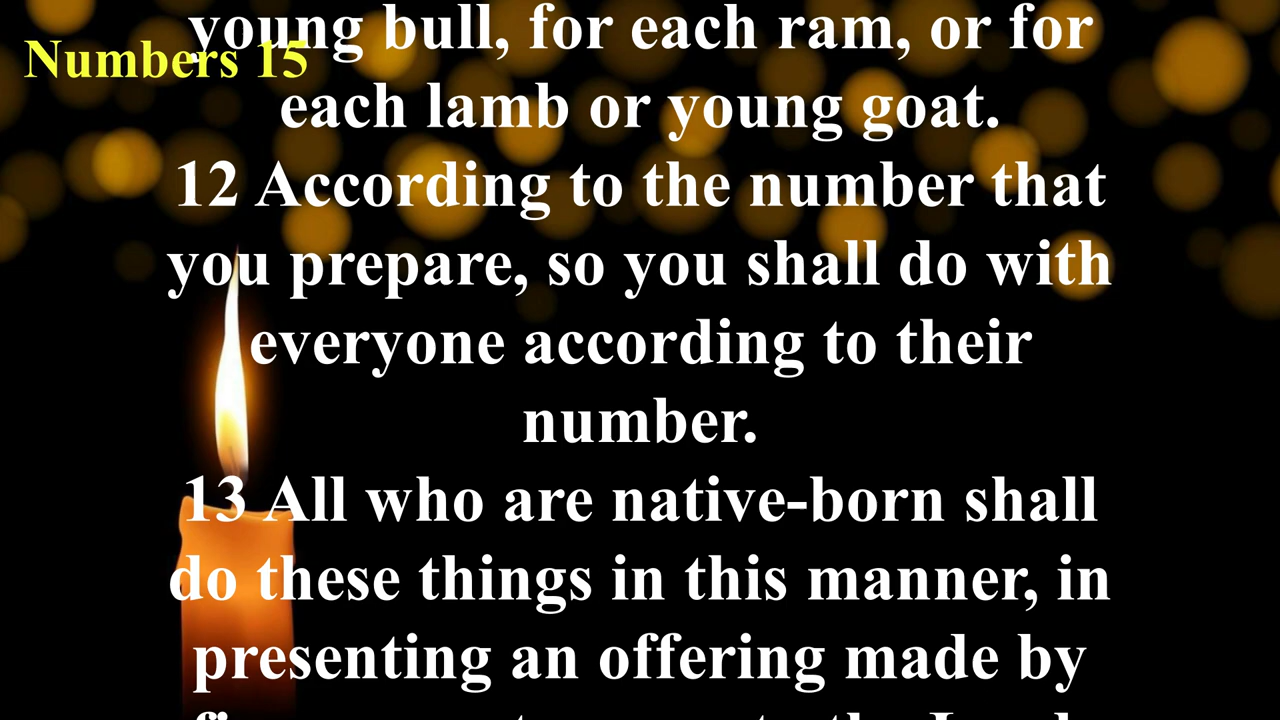 Numbers 15
young bull, for each ram, or for
each lamb or young goat.
12 According to the number that
you prepare, so you shall do with
everyone according to their
number.
13 All who are native-born shall
do these things in this manner, in
presenting an offering made by